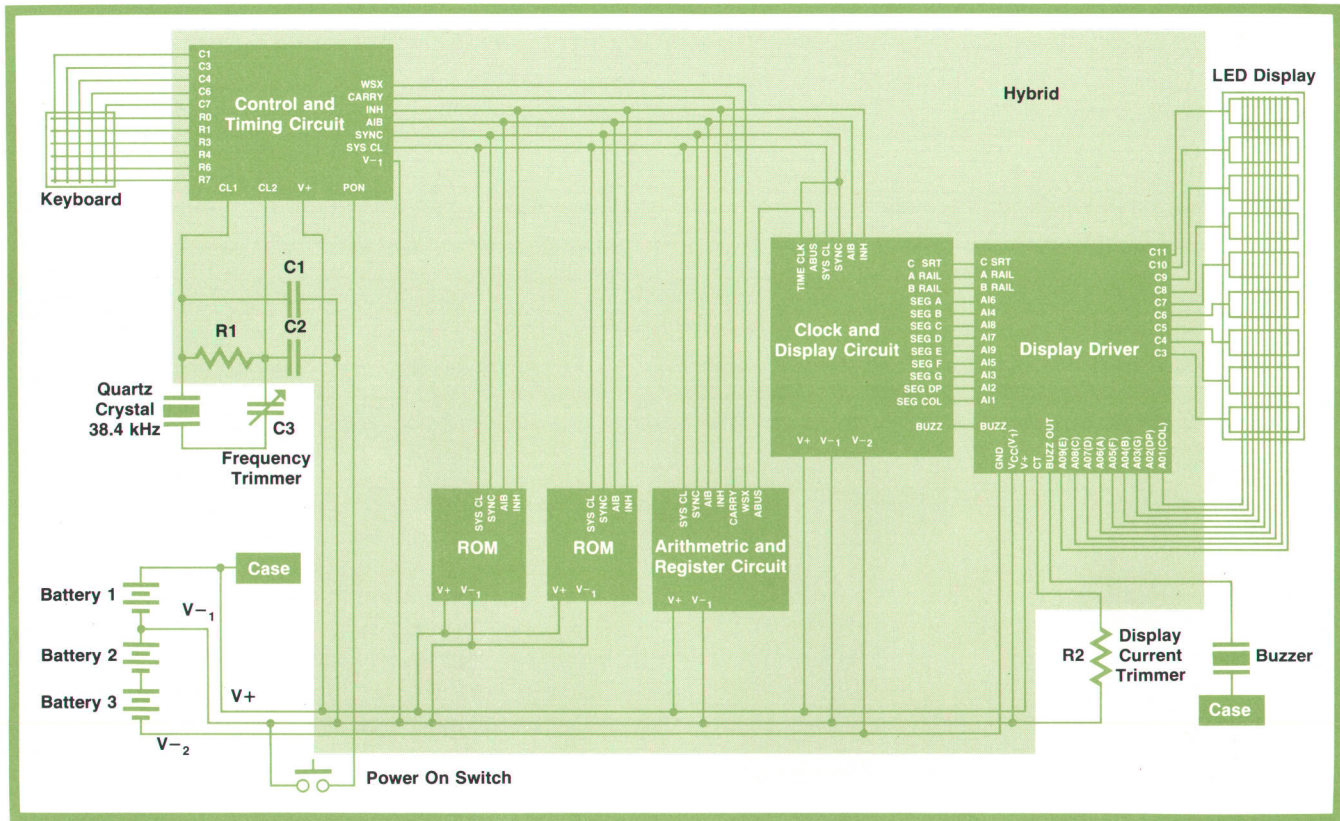 C1
C3
C4
C6
C7
R0
R1
R3
R4
R6
R7
Control and
Timing Circuit
WSX
CARRY
INH
AIB
SYNC
SYS CL
V-1
CL1
CL2
V+
PON
Keyboard
Hybrid
LED Display
C1
R1
C2
Quartz
Crystal
38.4 kHz
C3
Frequency
Trimmer
TIME CLK
ABUS
SYS CL
SYNC
AIB
INH
Clock and
Display Circuit
C SRT
A RAIL
B RAIL
SEG A
SEG B
SEG C
SEG D
SEG E
SEG F
SEG G
SEG DP
SEG COL
BUZZ
V+
V-1
V-2
C SRT
A RAIL
B RAIL
AI6
AI4
AI8
AI7
AI9
AI5
AI3
AI2
AI1
BUZZ
Display Driver
C11
C10
C9
C8
C7
C6
C5
C4
C3
GND
VCC(V1)
V+
CT
BUZZ OUT
A09(E)
A08(C)
A07(D)
A06(A)
A05(F)
A04(B)
A03(G)
A02(DP)
A01(COL)
SYS CL
SYNC
AIB
INH
ROM
V+
V-1
SYS CL
SYNC
AIB
INH
ROM
V+
V-1
SYS CL
SYNC
AIB
INH
CARRY
WSX
ABUS
Arithmetric and
Register Circuit
V+
V-1
Case
Battery 1
V-1
Battery 2
Battery 3
V+
V-2
Power On Switch
R2
Display
Current
Trimmer
Buzzer
Case